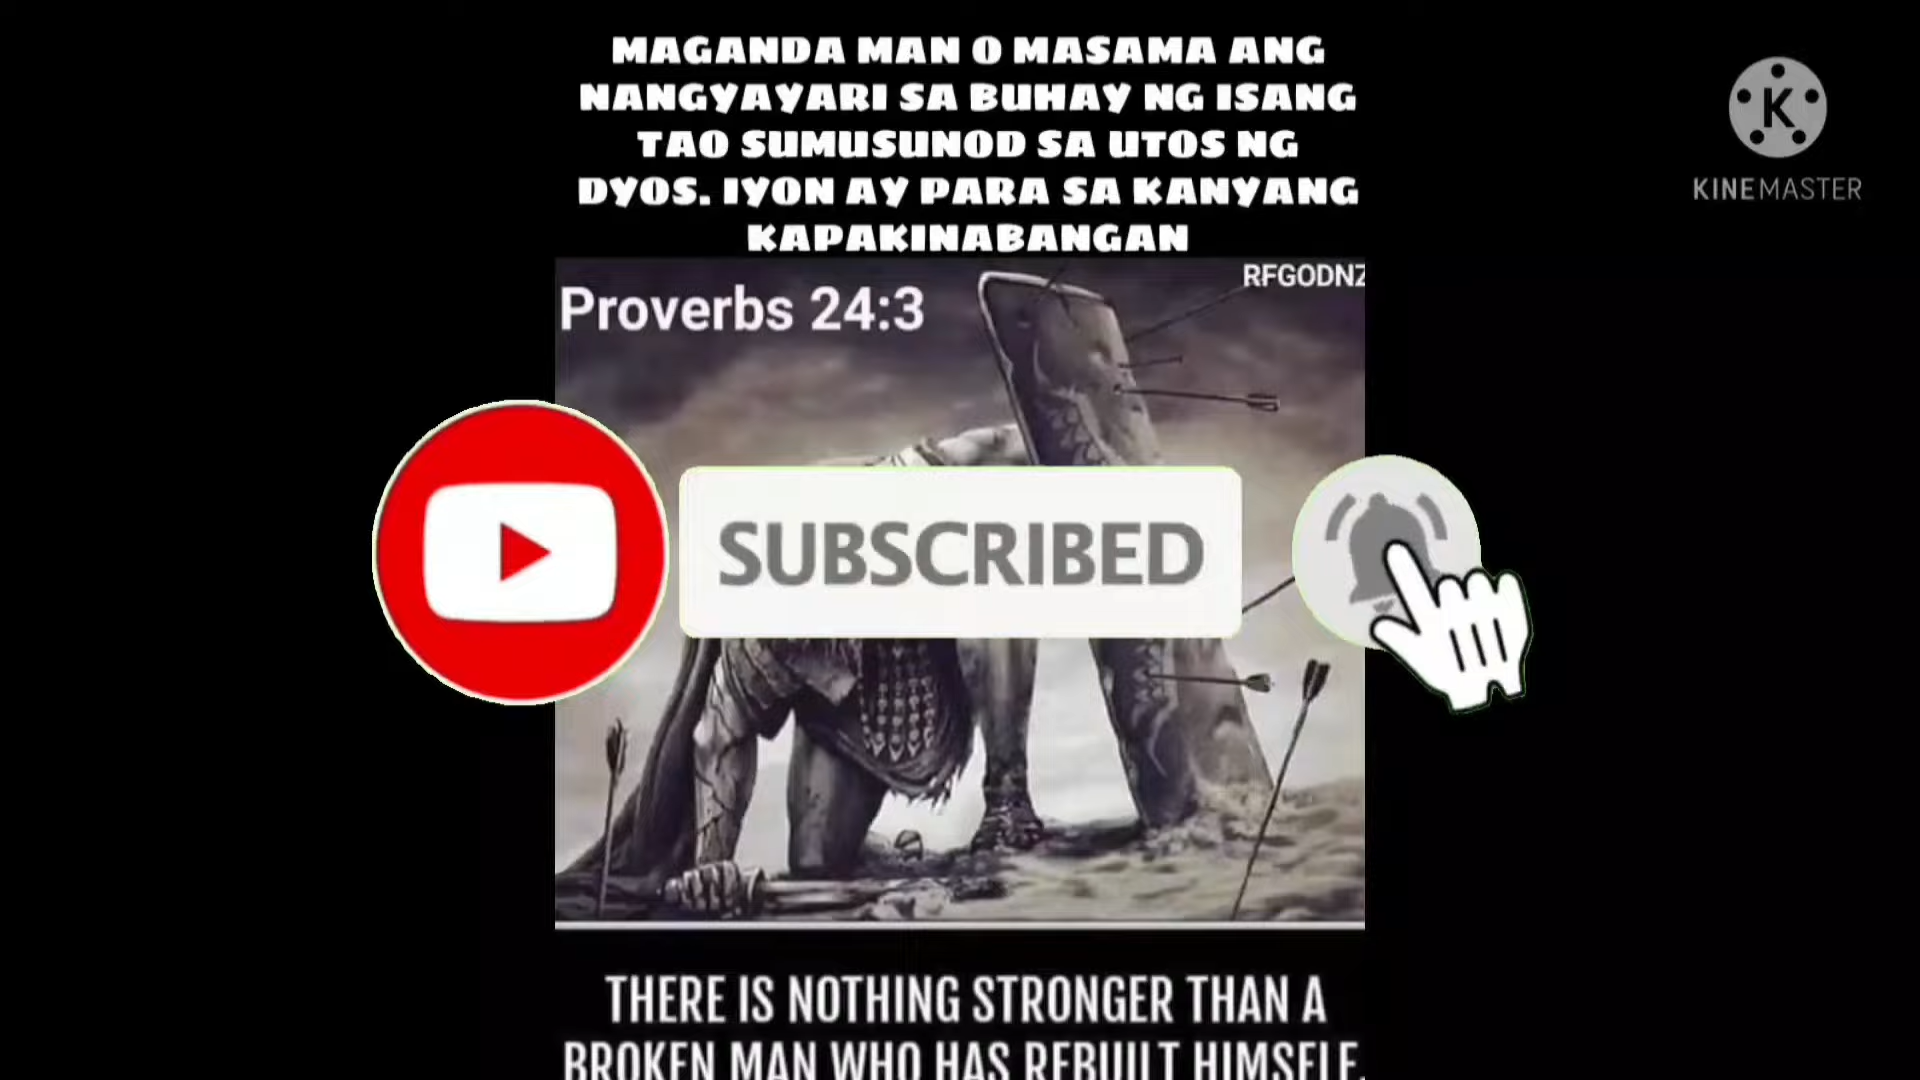 MAGANDA MAN O MASAMA ANG
NANGYAYARI SA BUHAY NG ISANG
TAO SUMUSUNOD SA UTOS NG
DYOS. IYON AY PARA SA KANYANG
KAPAKINABANGAN
K
KINEMASTER
RFGODNZ
Proverbs 24:3
SUBSCRIBED
THERE IS NOTHING STRONGER THAN A
BROKEN MAN WHO HAS REBUILT HIMSELF.